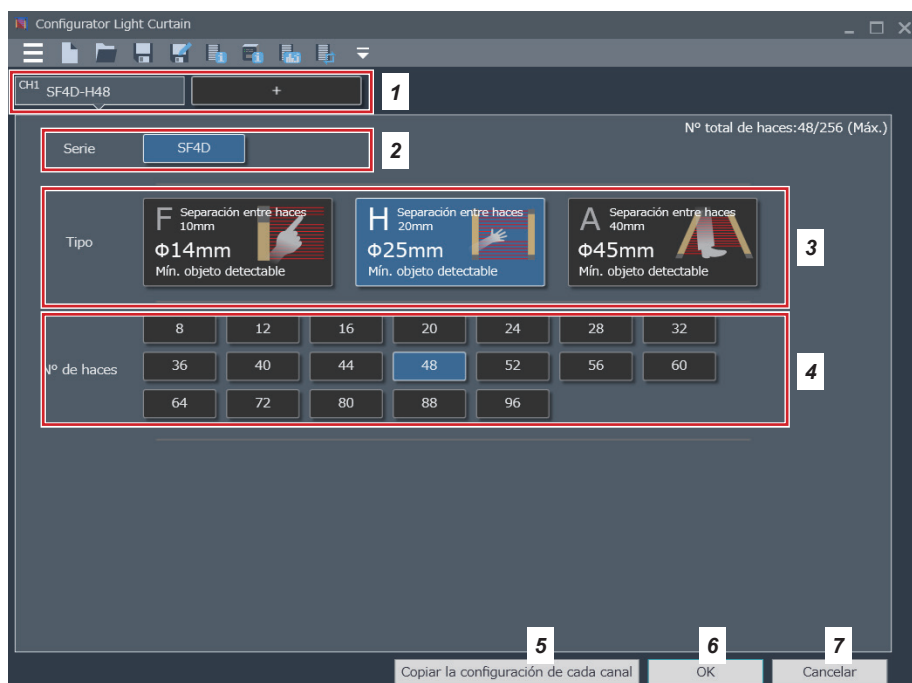 Configurator Light Curtain
CH1 SF4D-H48
+
1
Nº total de haces:48/256 (Máx.)
Serie
SF4D
2
Tipo
F Separación entre haces
10mm
Φ14mm
Mín. objeto detectable
H Separación entre haces
20mm
Φ25mm
Mín. objeto detectable
A Separación entre haces
40mm
Φ45mm
Mín. objeto detectable
3
Nº de haces
8 12 16 20 24 28 32
36 40 44 48 52 56 60
64 72 80 88 96
4
5 6 7
Copiar la configuración de cada canal OK Cancelar